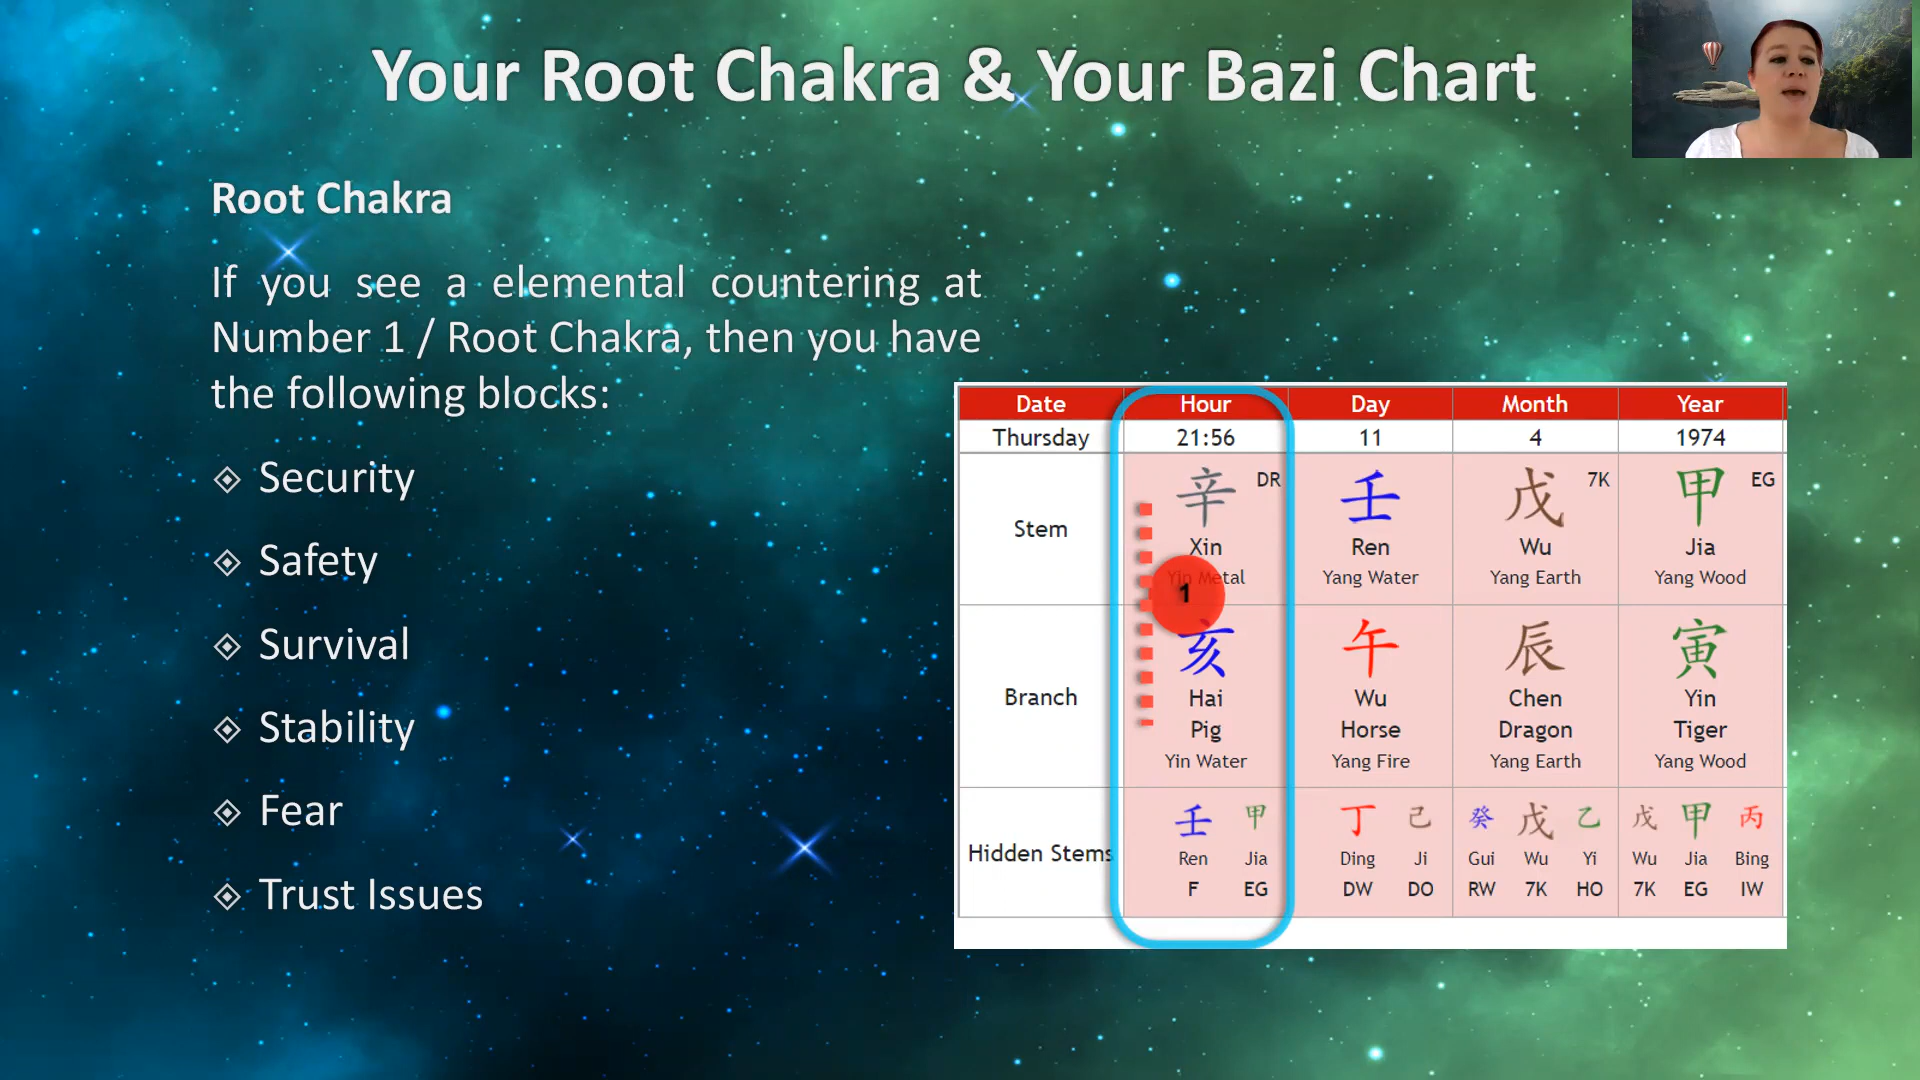 Your Root Chakra & Your Bazi Chart
Root Chakra
If you see a elemental countering at
Number 1 / Root Chakra, then you have
the following blocks:
Security
Safety
Survival
Stability
Fear
Trust Issues
Date Hour Day Month Year
Thursday 21:56 11 4 1974
Stem
辛 DR 壬 戊 7K 甲 EG
Xin Ren Wu Jia
Yin Metal Yang Water Yang Earth Yang Wood
1
Branch
亥 午 辰 寅
Hai Wu Chen Yin
Pig Horse Dragon Tiger
Yin Water Yang Fire Yang Earth Yang Wood
Hidden Stems
壬 甲 丁 己 癸 戊 乙 戊 甲 丙
Ren Jia Ding Ji Gui Wu Yi Wu Jia Bing
F EG DW DO RW 7K HO 7K EG IW